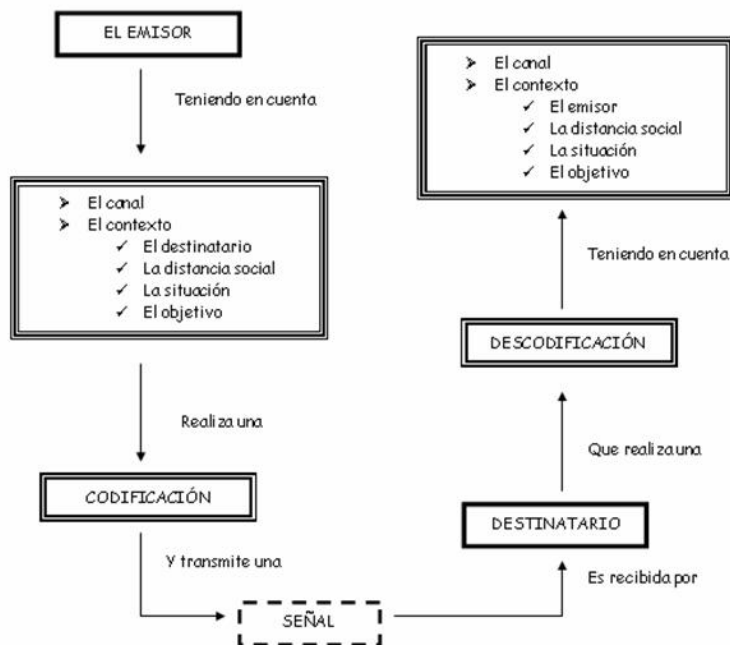 EL EMISOR
Teniendo en cuenta
➢ El canal
➢ El contexto
✓ El destinatario
✓ La distancia social
✓ La situación
✓ El objetivo
Realiza una
CODIFICACIÓN
Y transmite una
SEÑAL
Es recibida por
DESTINATARIO
Que realiza una
DESCODIFICACIÓN
Teniendo en cuenta
➢ El canal
➢ El contexto
✓ El emisor
✓ La distancia social
✓ La situación
✓ El objetivo